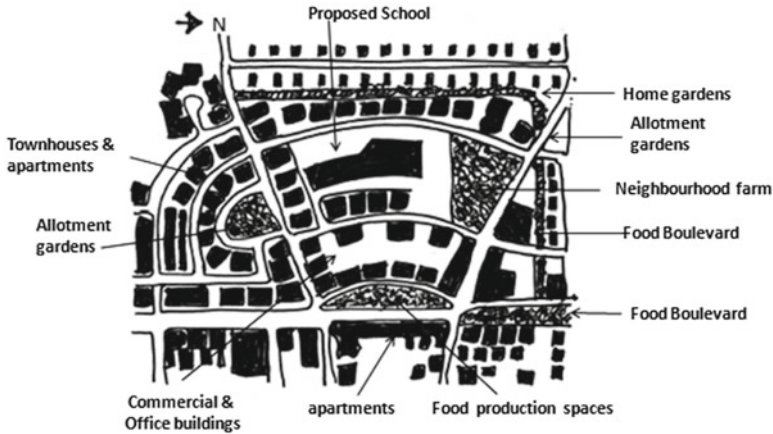 Proposed School
N
Home gardens
Allotment
gardens
Townhouses &
apartments
Neighbourhood farm
Allotment
gardens
Food Boulevard
Food Boulevard
Commercial &
Office buildings
apartments
Food production spaces